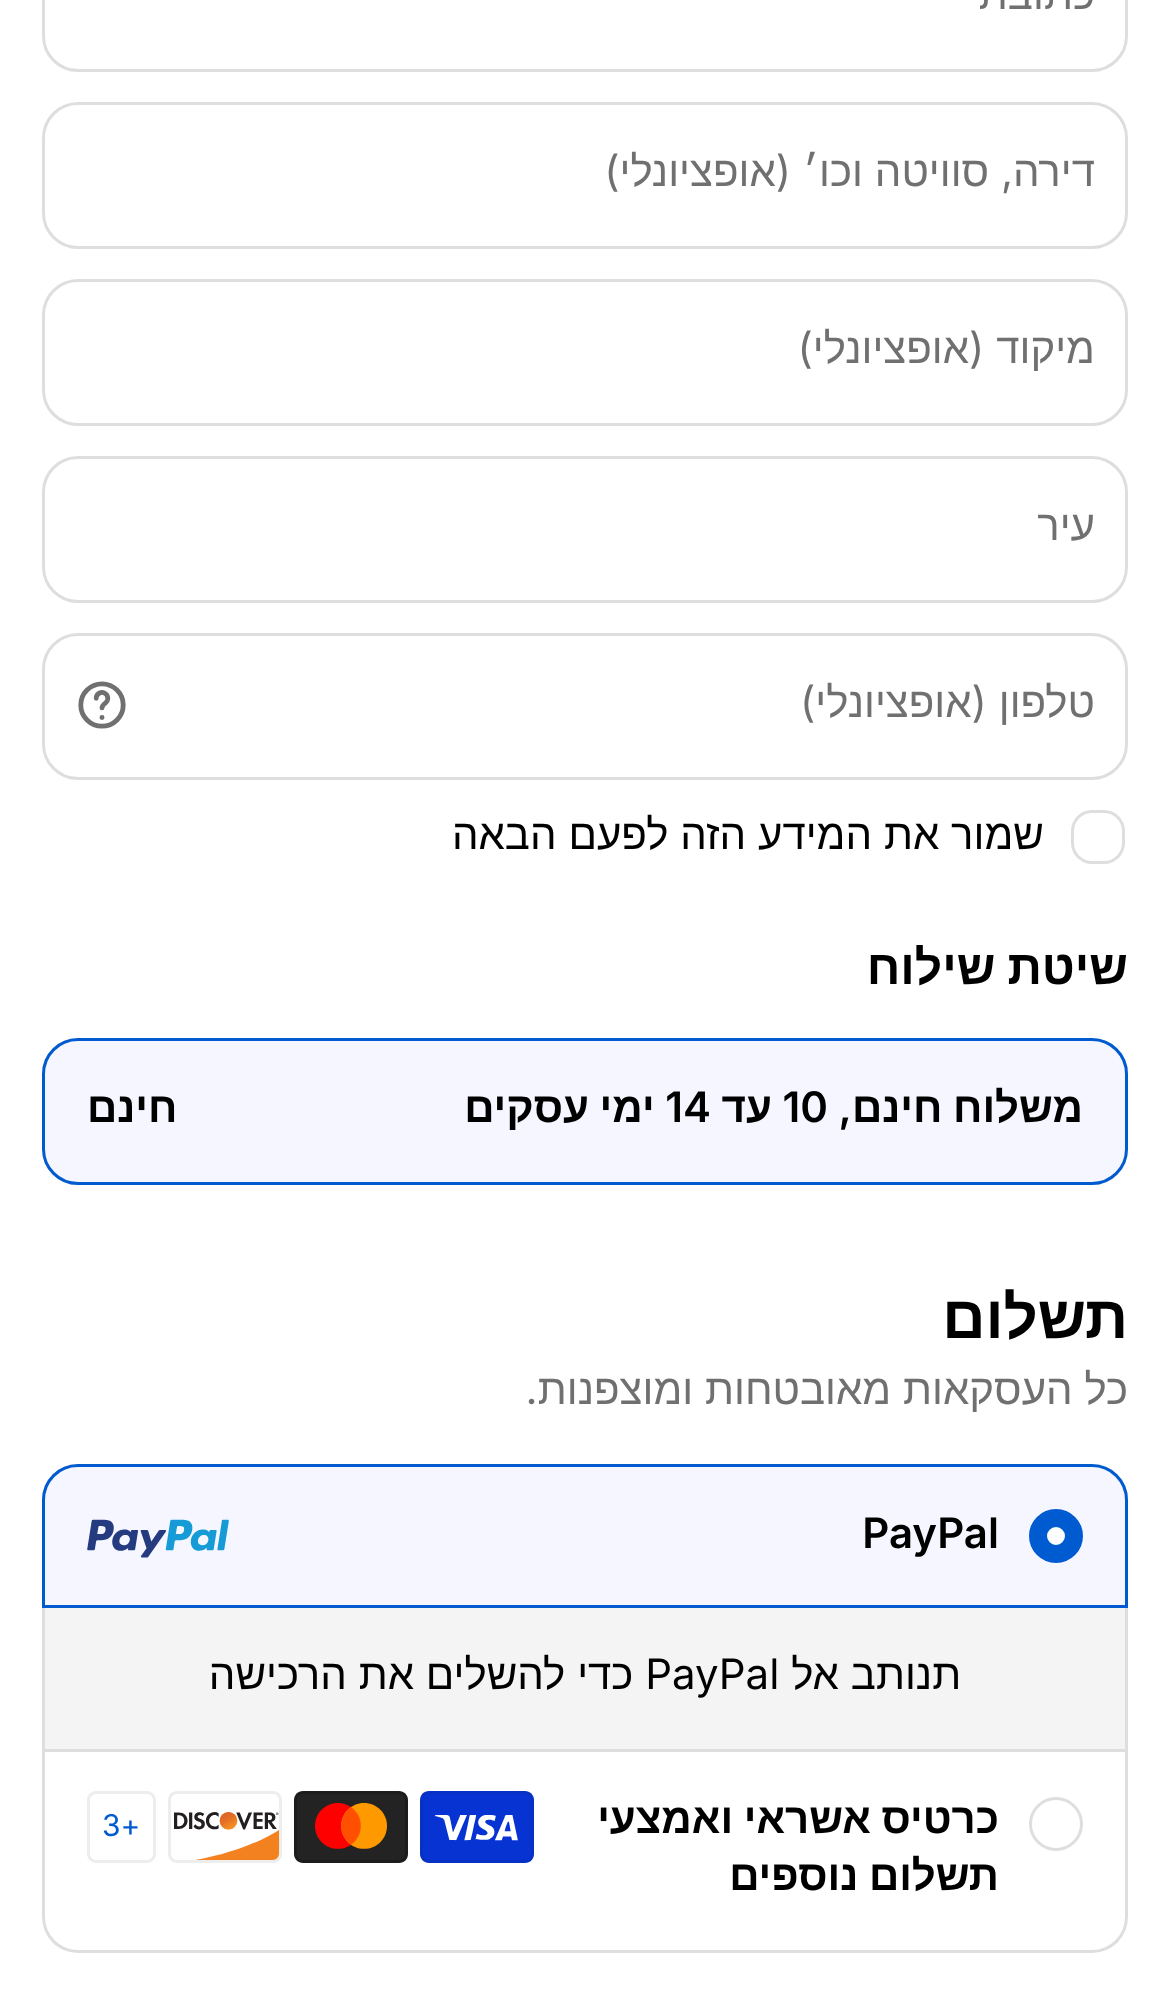 דירה, סוויטה וכו׳ (אופציונלי)
מיקוד (אופציונלי)
עיר
טלפון (אופציונלי)
שמור את המידע הזה לפעם הבאה
שיטת שילוח
משלוח חינם, 10 עד 14 ימי עסקים
חינם
תשלום
כל העסקאות מאובטחות ומוצפנות.
PayPal
PayPal
תנותב אל PayPal כדי להשלים את הרכישה
כרטיס אשראי ואמצעי
תשלום נוספים
VISA
DISCOVER
+3